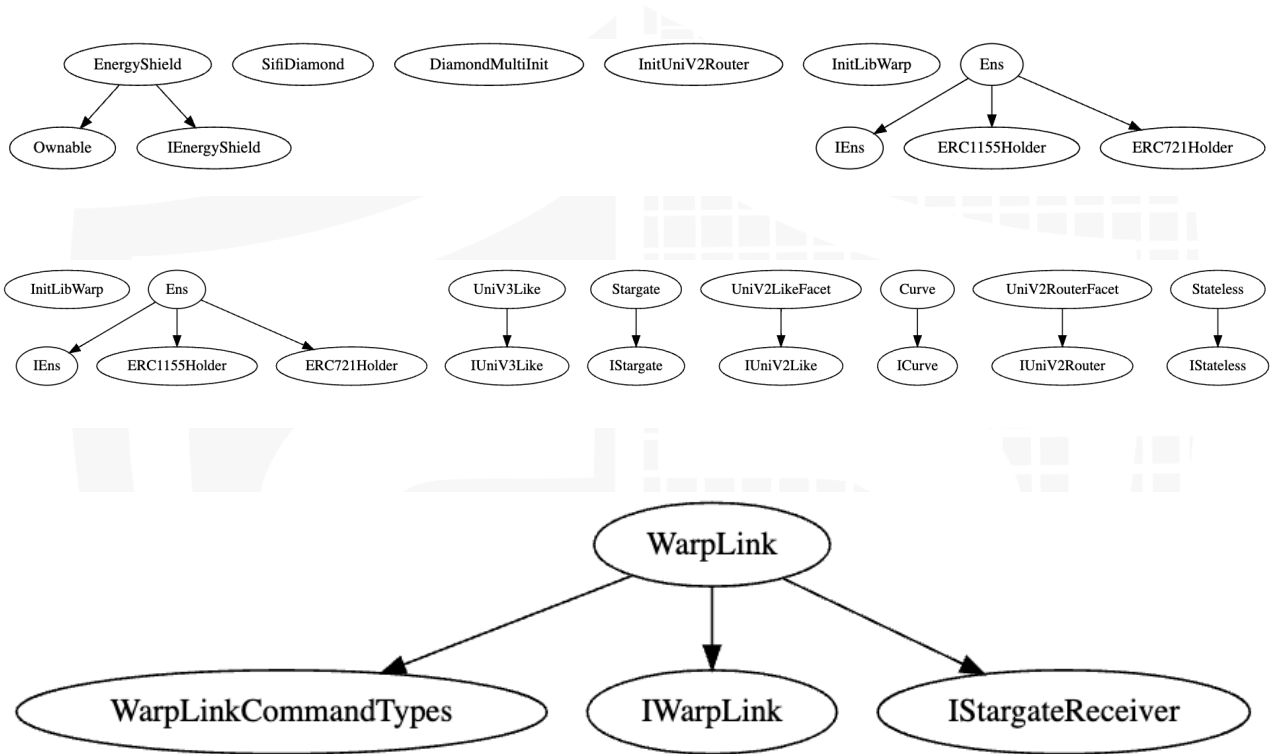 EnergyShield SifiDiamond DiamondMultiInit InitUniV2Router InitLibWarp Ens
Ownable IEnergyShield IEns ERC1155Holder ERC721Holder
InitLibWarp Ens UniV3Like Stargate UniV2LikeFacet Curve UniV2RouterFacet Stateless
IEns ERC1155Holder ERC721Holder IUniV3Like IStargate IUniV2Like ICurve IUniV2Router IStateless
WarpLink
WarpLinkCommandTypes IWarpLink IStargateReceiver